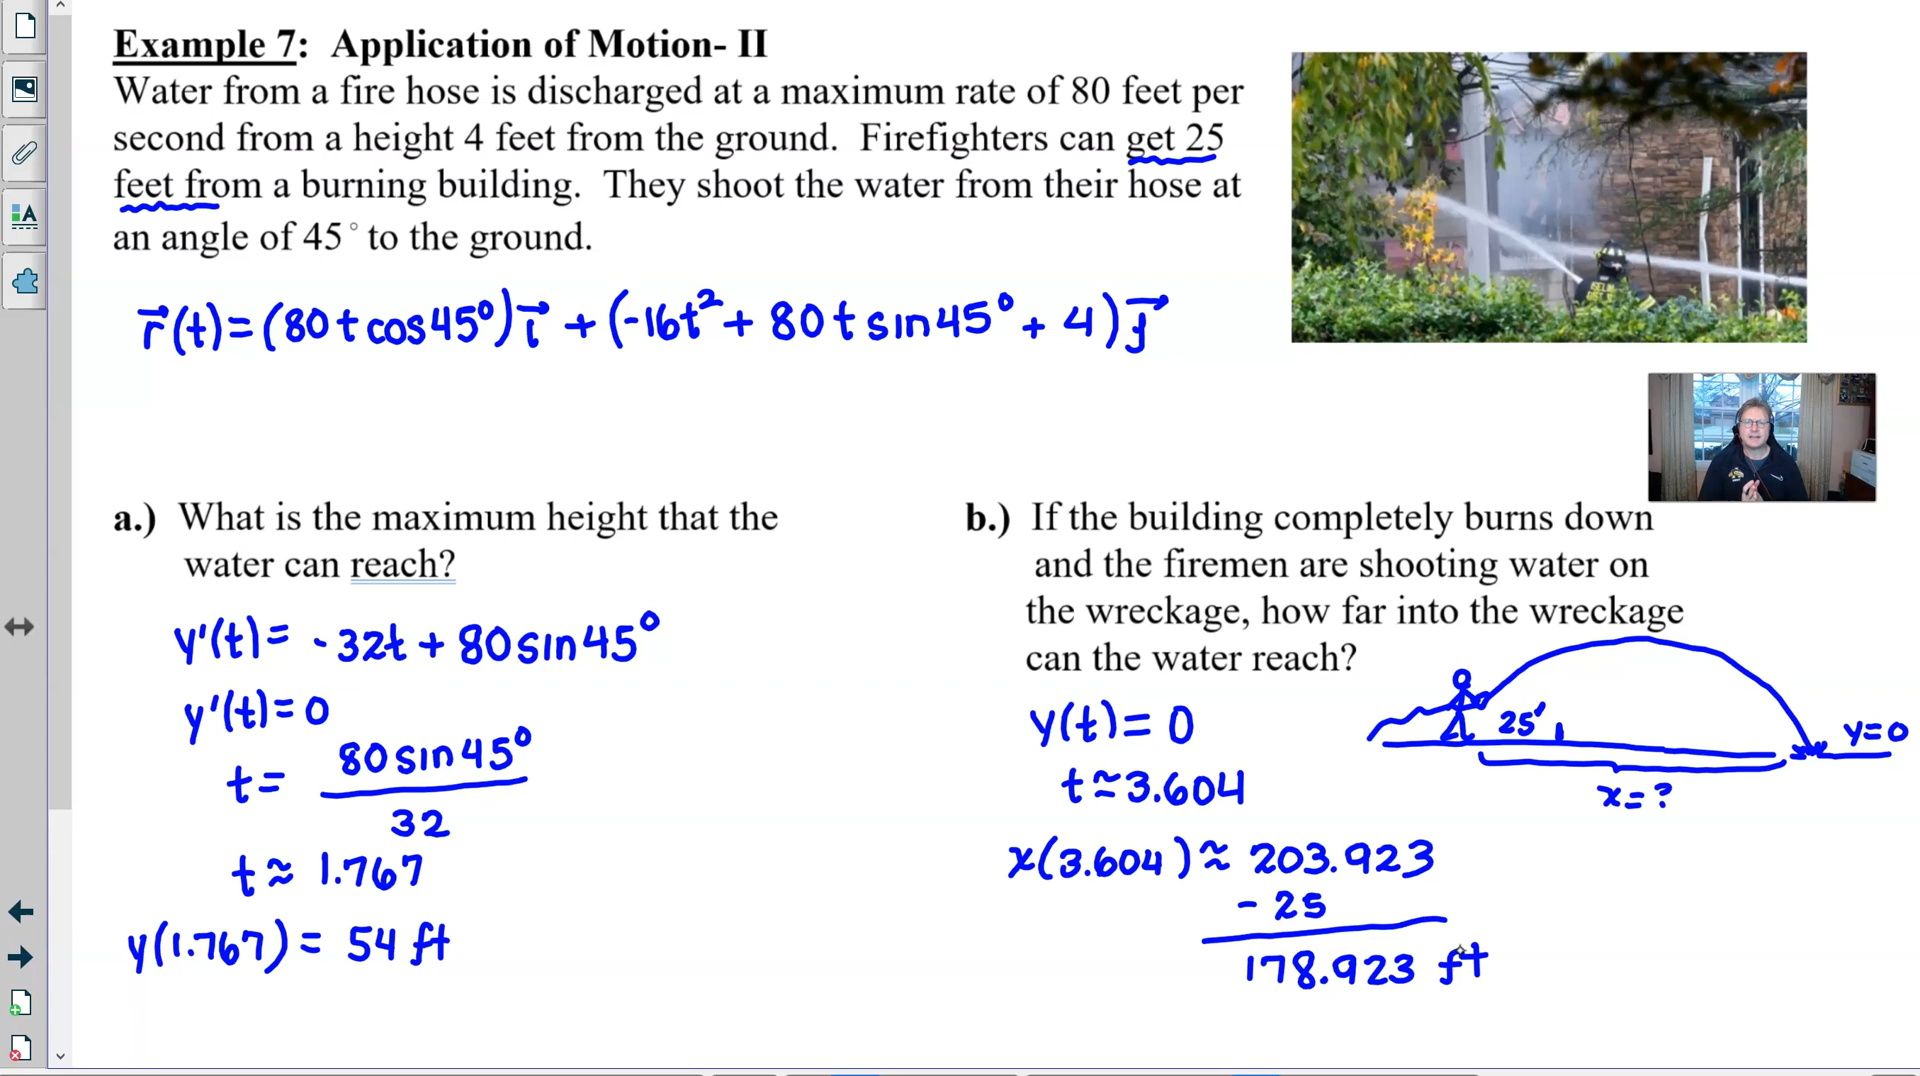 Example 7: Application of Motion- II
Water from a fire hose is discharged at a maximum rate of 80 feet per
second from a height 4 feet from the ground. Firefighters can get 25
feet from a burning building. They shoot the water from their hose at
an angle of 45° to the ground.
r⃗(t)=(80tcos45°)i⃗ + (-16t²+ 80tsin45°+ 4)j⃗
a.) What is the maximum height that the
water can reach?
y'(t)= -32t + 80sin45°
y'(t)=0
t= 80sin45°
32
t≈ 1.767
y(1.767)= 54 ft
b.) If the building completely burns down
and the firemen are shooting water on
the wreckage, how far into the wreckage
can the water reach?
25'
y=0
x=?
y(t)= 0
t≈3.604
x(3.604)≈ 203.923
- 25
178.923 ft